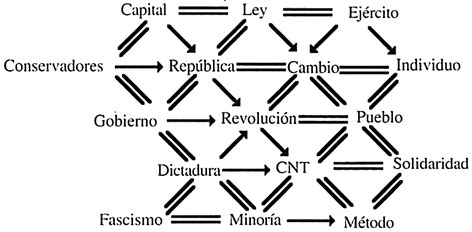 Capital Ley Ejército
Conservadores República Cambio Individuo
Gobierno Revolución Pueblo
Dictadura CNT Solidaridad
Fascismo Minoría Método